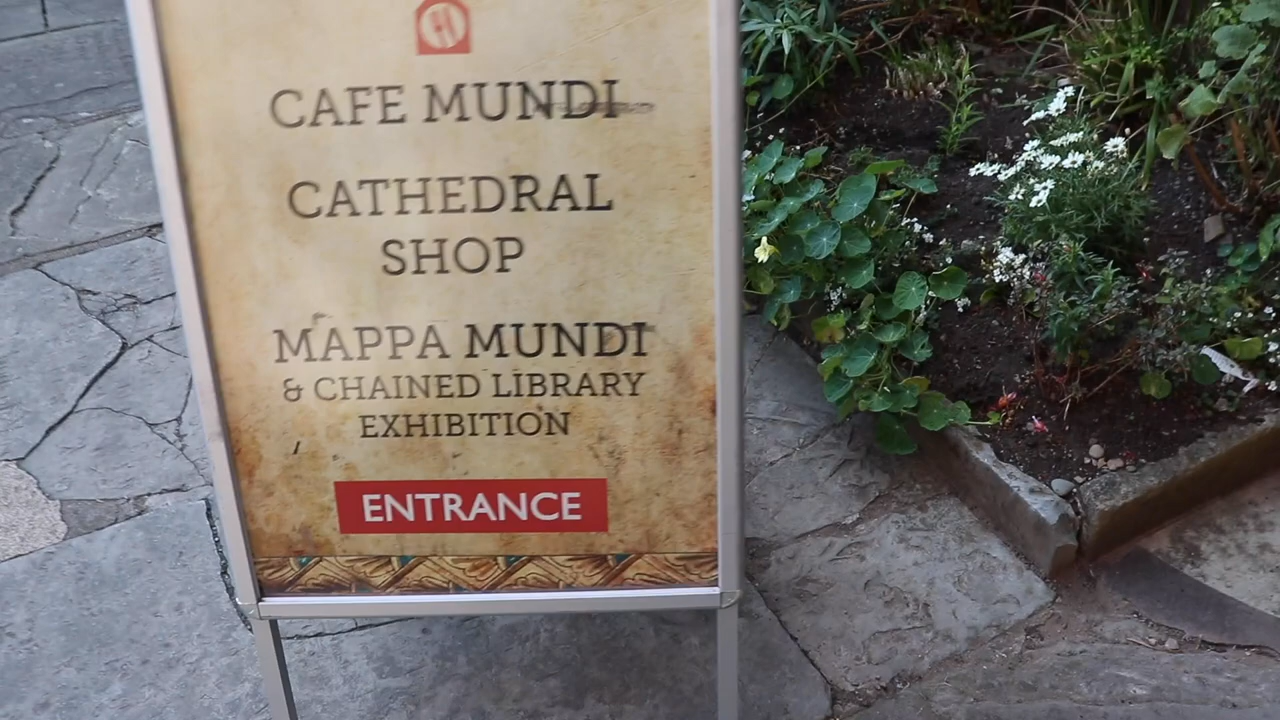 CAFE MUNDI
CATHEDRAL
SHOP
MAPPA MUNDI
& CHAINED LIBRARY
EXHIBITION
ENTRANCE